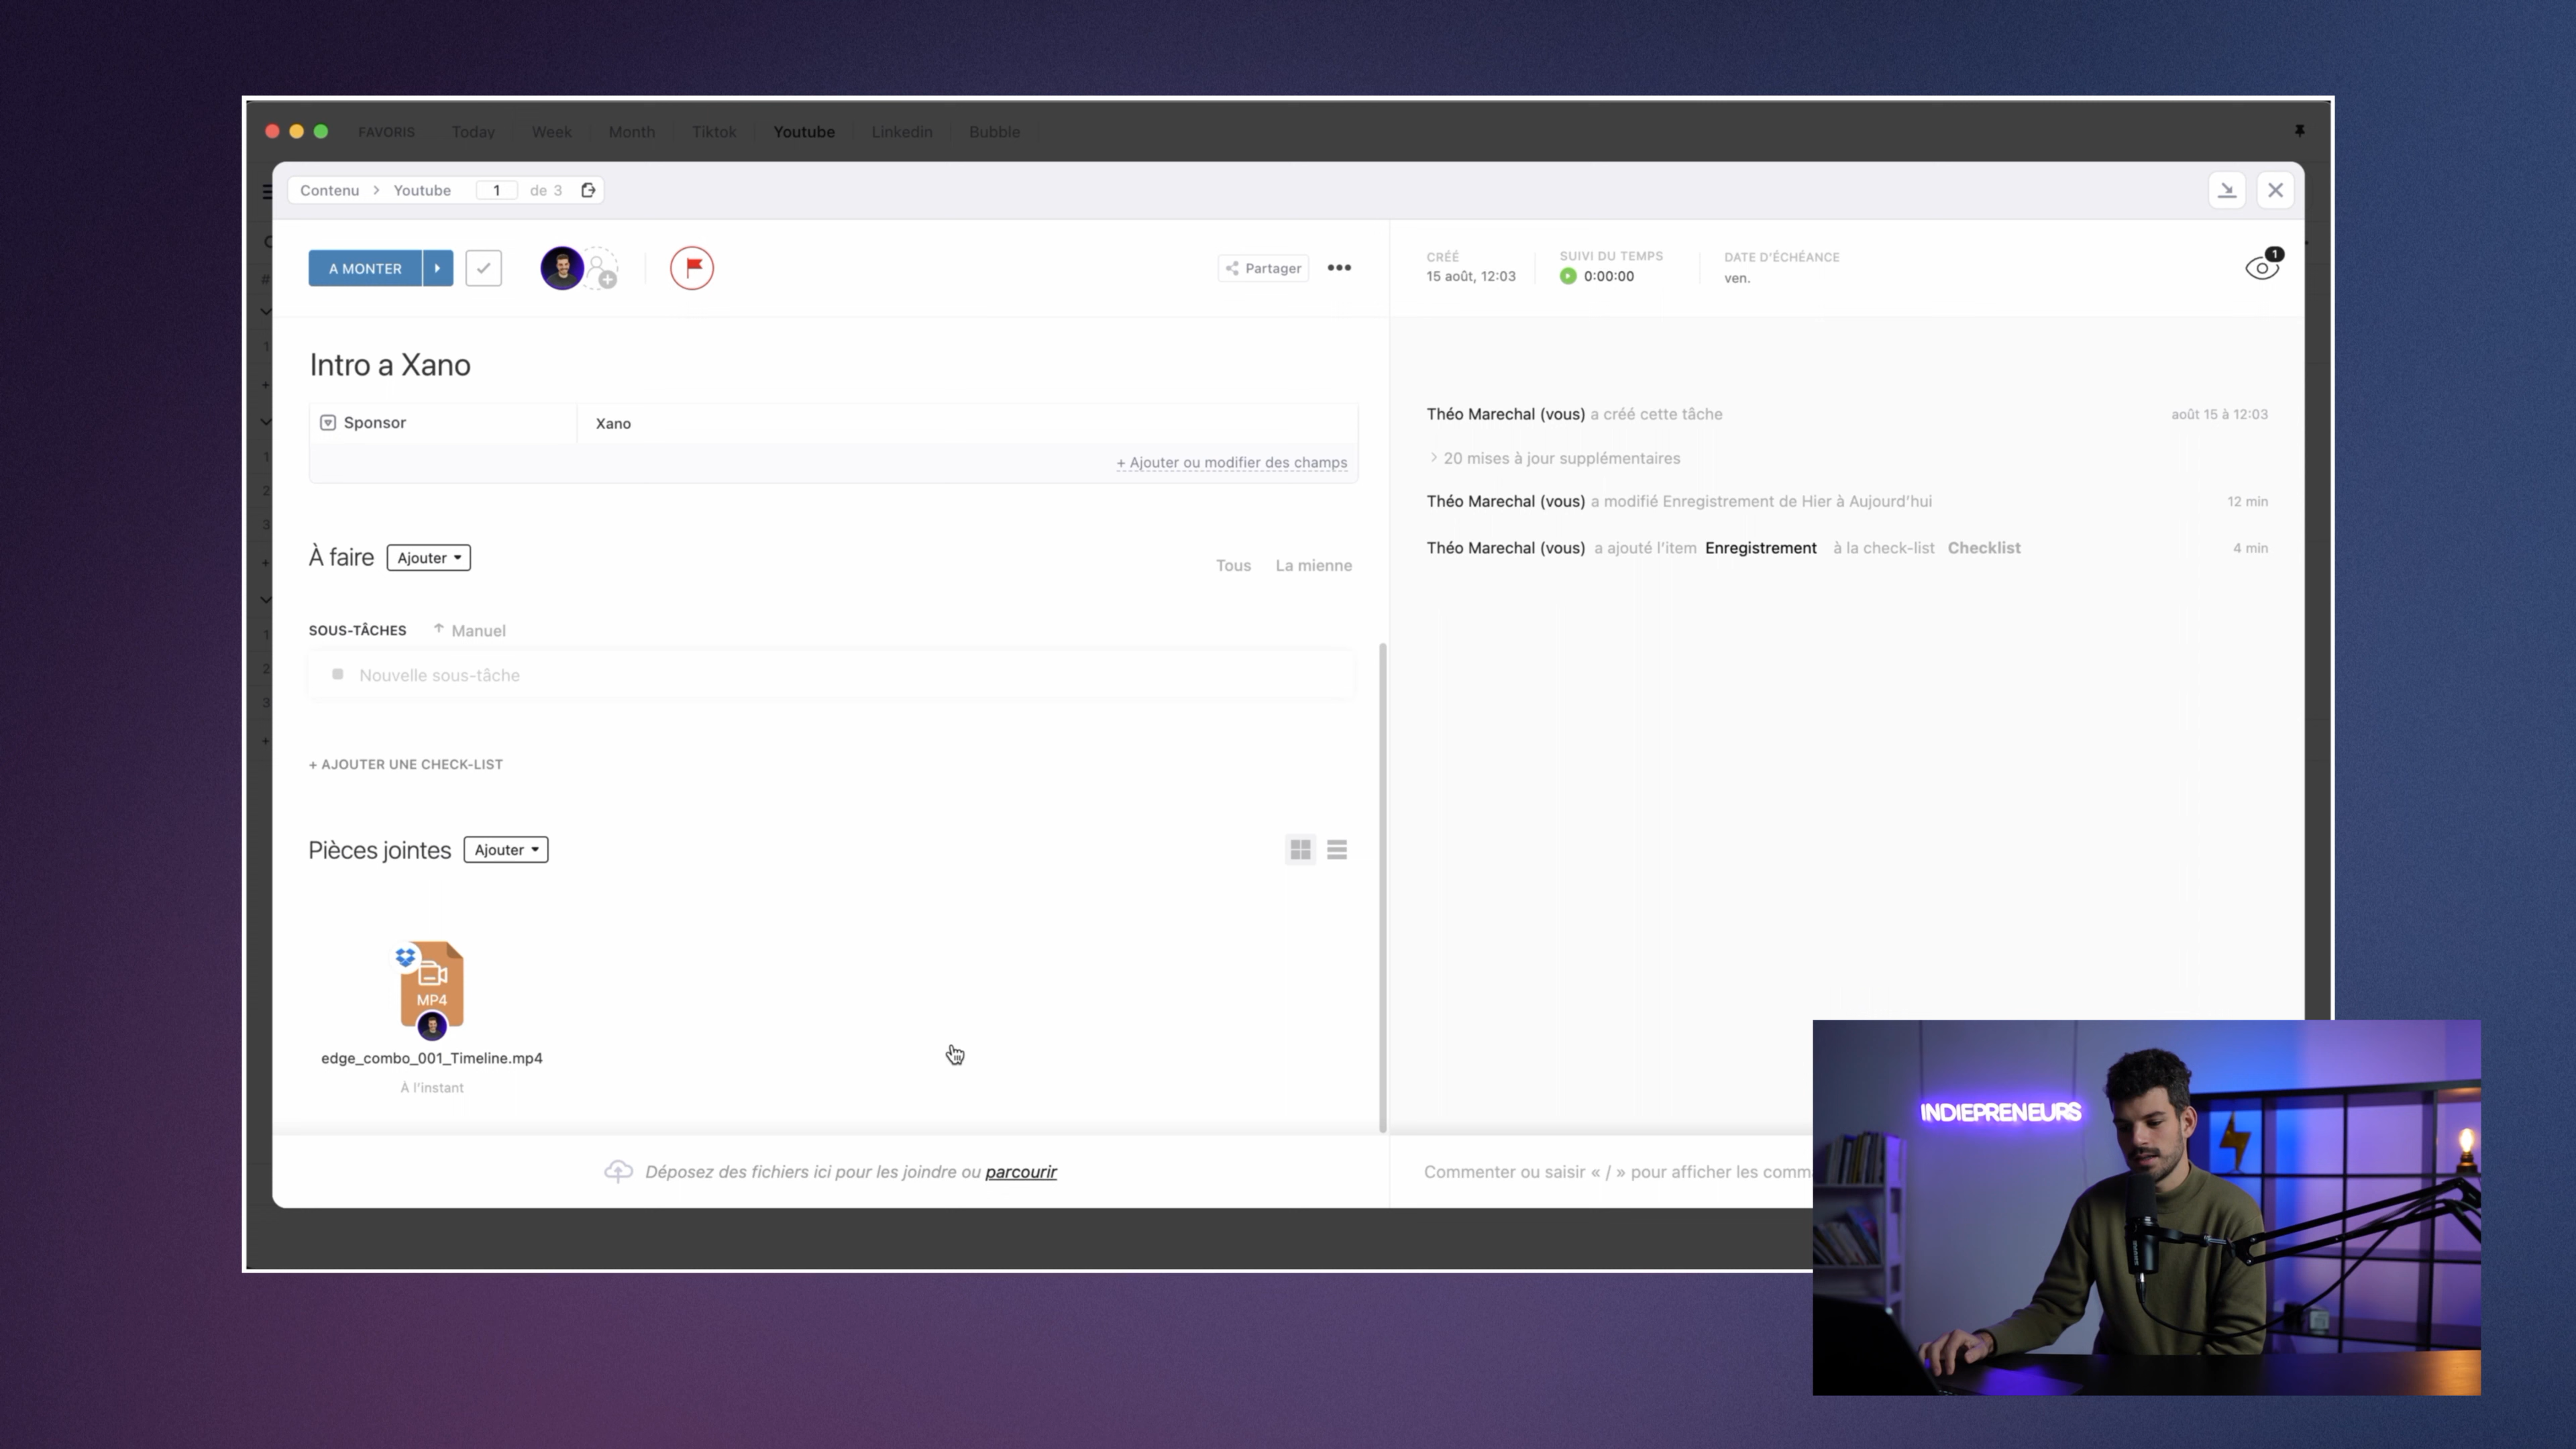 FAVORIS Today Week Month Tiktok Youtube Linkedin Bubble
Contenu > Youtube 1 de 3
A MONTER
Partager
CRÉÉ
15 août, 12:03
SUIVI DU TEMPS
0:00:00
DATE D'ÉCHÉANCE
ven.
1
Intro a Xano
Sponsor Xano
+ Ajouter ou modifier des champs
À faire Ajouter
Tous La mienne
SOUS-TÂCHES Manuel
Nouvelle sous-tâche
+ AJOUTER UNE CHECK-LIST
Pièces jointes Ajouter
MP4
edge_combo_001_Timeline.mp4
À l'instant
Déposez des fichiers ici pour les joindre ou parcourir
Théo Marechal (vous) a créé cette tâche août 15 à 12:03
> 20 mises à jour supplémentaires
Théo Marechal (vous) a modifié Enregistrement de Hier à Aujourd'hui 12 min
Théo Marechal (vous) a ajouté l'item Enregistrement à la check-list Checklist 4 min
Commenter ou saisir « / » pour afficher les comm
INDIEPRENEURS